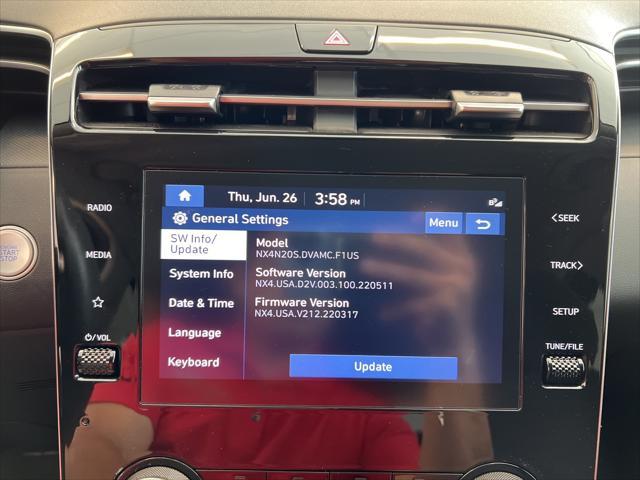 Thu, Jun. 26 3:58 PM
General Settings Menu
RADIO
MEDIA
VOL
SW Info/
Update
System Info
Date & Time
Language
Keyboard
Model
NX4N20S.DVAMC.F1US
Software Version
NX4.USA.D2V.003.100.220511
Firmware Version
NX4.USA.V212.220317
Update
<SEEK
TRACK>
SETUP
TUNE/FILE
ENGINE
START
STOP